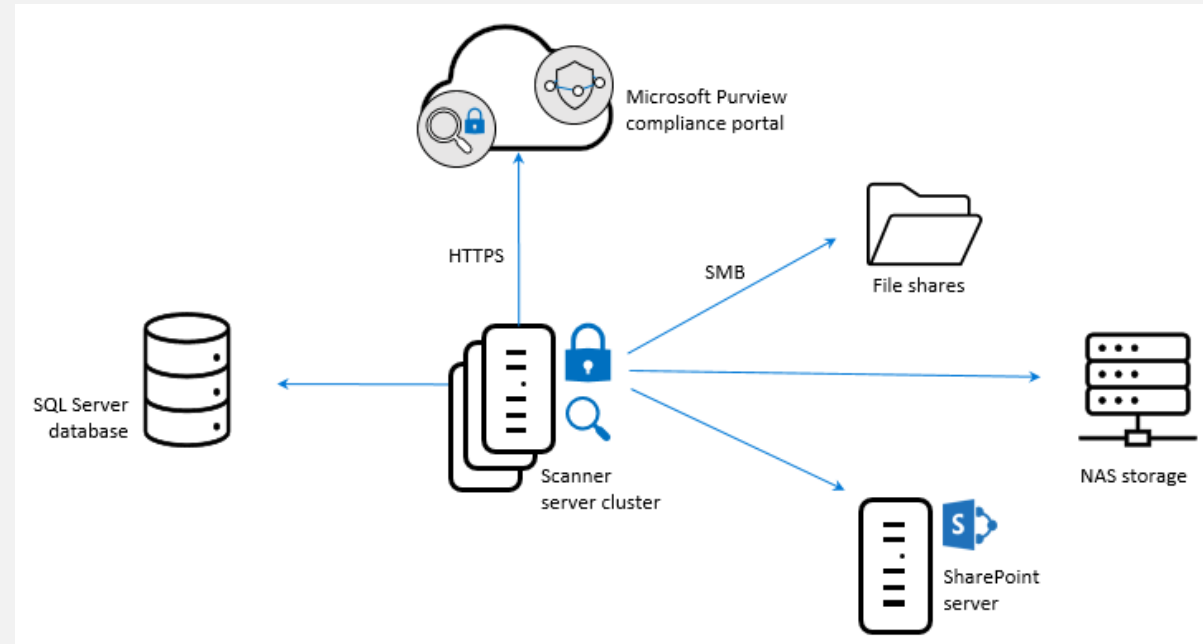 Microsoft Purview
compliance portal
HTTPS
SMB
File shares
SQL Server
database
Scanner
server cluster
NAS storage
S
SharePoint
server